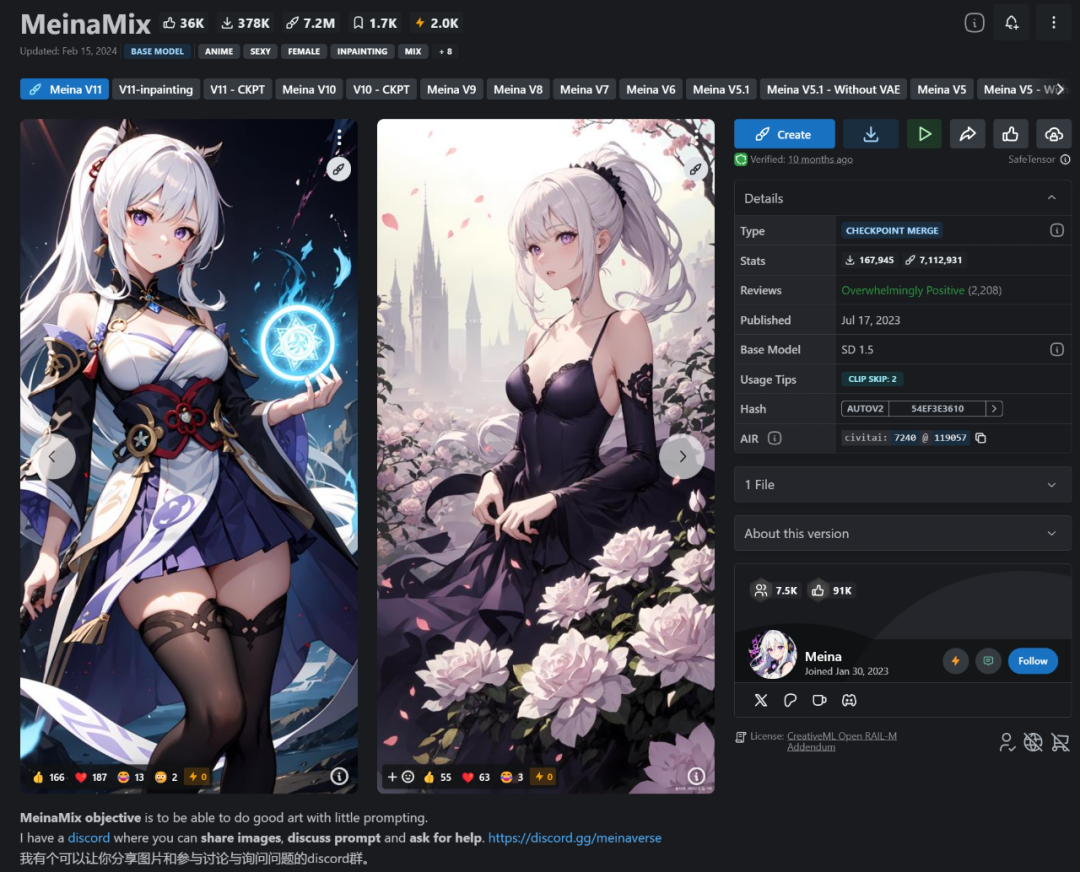 MeinaMix 36K 378K 7.2M 1.7K 2.0K
Updated: Feb 15, 2024 BASE MODEL ANIME SEXY FEMALE INPAINTING MIX + 8
Meina V11 V11-inpainting V11 - CKPT Meina V10 V10 - CKPT Meina V9 Meina V8 Meina V7 Meina V6 Meina V5.1 Meina V5.1 - Without VAE Meina V5 Meina V5 -
Create
Verified: 10 months ago SafeTensor
Details
Type CHECKPOINT MERGE
Stats 167,945 7,112,931
Reviews Overwhelmingly Positive (2,208)
Published Jul 17, 2023
Base Model SD 1.5
Usage Tips CLIP SKIP: 2
Hash AUTOV2 54EF3E3610
AIR civitai: 7240 @ 119057
1 File
About this version
7.5K 91K
Meina
Joined Jan 30, 2023
Follow
License: CreativeML Open RAIL-M
Addendum
166 187 13 2 0
55 63 3 0
MeinaMix objective is to be able to do good art with little prompting.
I have a discord where you can share images, discuss prompt and ask for help. https://discord.gg/meinaverse
我有个可以让你分享图片和参与讨论与询问问题的discord群。